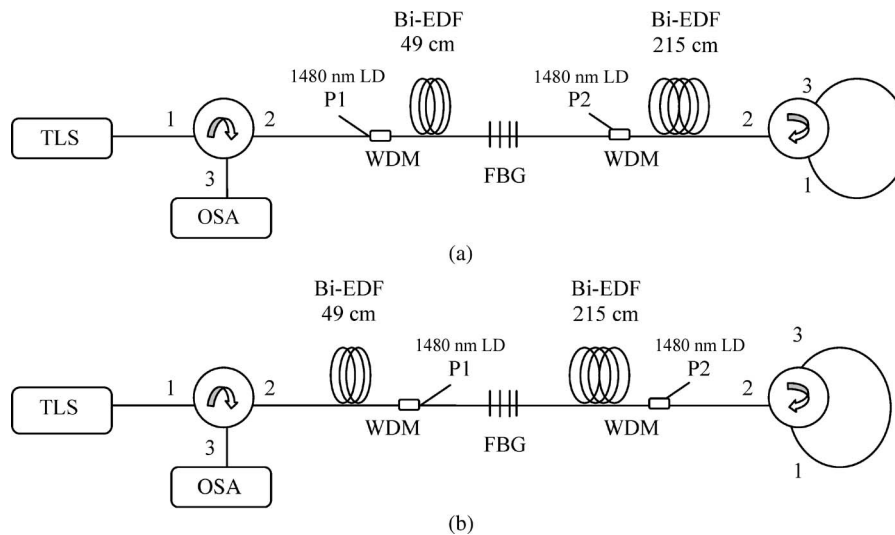 Bi-EDF
49 cm
Bi-EDF
215 cm
1480 nm LD
P1
1480 nm LD
P2
3
TLS
1
2
2
WDM
FBG
WDM
3
1
OSA
(a)
Bi-EDF
49 cm
Bi-EDF
215 cm
1480 nm LD
P1
1480 nm LD
P2
3
TLS
1
2
2
WDM
FBG
WDM
3
1
OSA
(b)